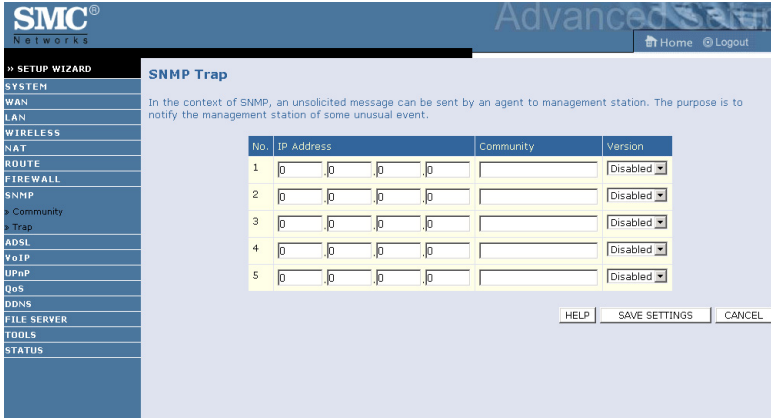 SMC®
Networks
Advanced Setup
Home Logout
» SETUP WIZARD
SYSTEM
WAN
LAN
WIRELESS
NAT
ROUTE
FIREWALL
SNMP
» Community
» Trap
ADSL
VoIP
UPnP
QoS
DDNS
FILE SERVER
TOOLS
STATUS
SNMP Trap
In the context of SNMP, an unsolicited message can be sent by an agent to management station. The purpose is to
notify the management station of some unusual event.
No. IP Address Community Version
1 0 .0 .0 .0 Disabled
2 0 .0 .0 .0 Disabled
3 0 .0 .0 .0 Disabled
4 0 .0 .0 .0 Disabled
5 0 .0 .0 .0 Disabled
HELP SAVE SETTINGS CANCEL